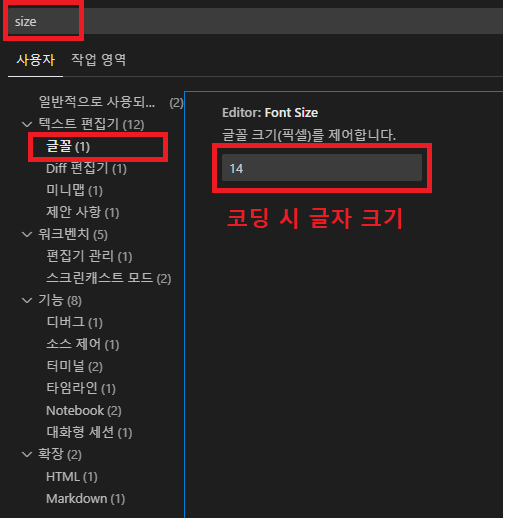 size
사용자 작업 영역
일반적으로 사용되... (2)
텍스트 편집기 (12)
글꼴 (1)
Diff 편집기 (1)
미니맵 (1)
제안 사항 (1)
워크벤치 (5)
편집기 관리 (1)
스크린캐스트 모드 (2)
기능 (8)
디버그 (1)
소스 제어 (1)
터미널 (2)
타임라인 (1)
Notebook (2)
대화형 세션 (1)
확장 (2)
HTML (1)
Markdown (1)
Editor: Font Size
글꼴 크기(픽셀)를 제어합니다.
14
코딩 시 글자 크기